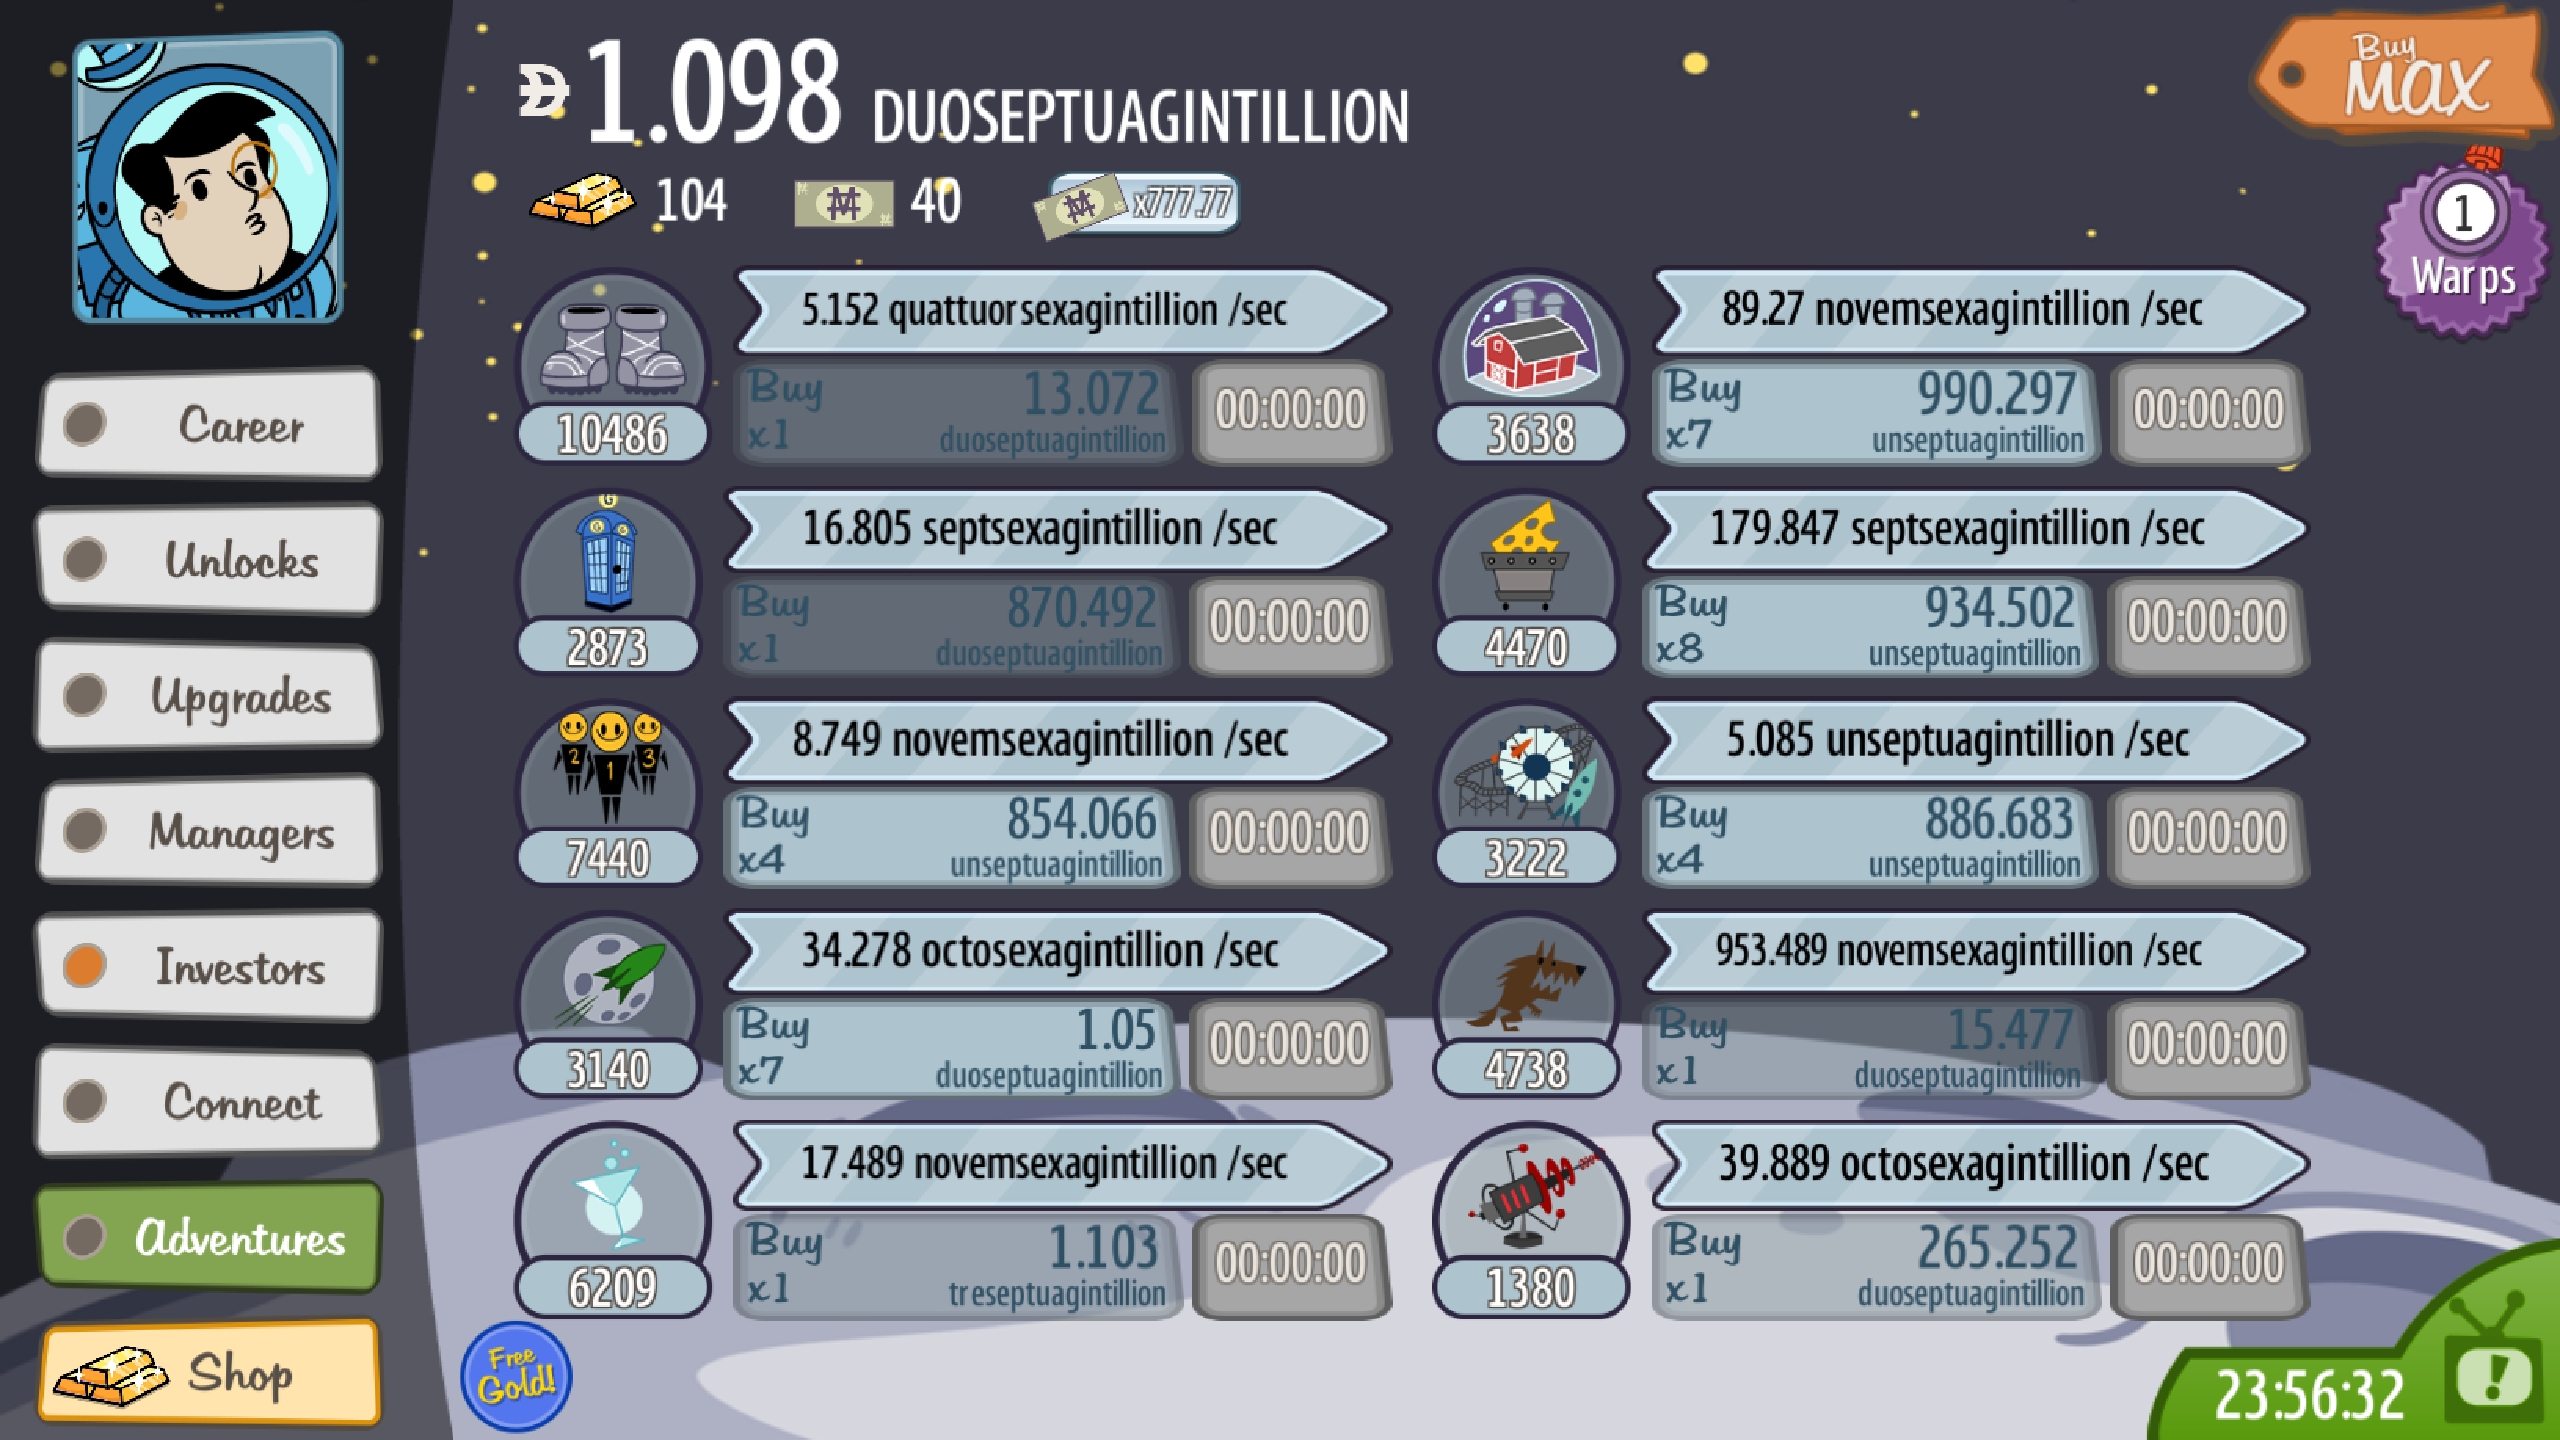 1.098 DUOSEPTUAGINTILLION
Buy
MAX
104
40
x777.77
1
Warps
5.152 quattuorsexagintillion /sec
Buy 13.072
x1 duoseptuagintillion
00:00:00
10486
89.27 novemsexagintillion /sec
Buy 990.297
x7 unseptuagintillion
00:00:00
3638
G
G G
16.805 septsexagintillion /sec
Buy 870.492
x1 duoseptuagintillion
00:00:00
2873
179.847 septsexagintillion /sec
Buy 934.502
x8 unseptuagintillion
00:00:00
4470
2 1 3
8.749 novemsexagintillion /sec
Buy 854.066
x4 unseptuagintillion
00:00:00
7440
5.085 unseptuagintillion /sec
Buy 886.683
x4 unseptuagintillion
00:00:00
3222
34.278 octosexagintillion /sec
Buy 1.05
x7 duoseptuagintillion
00:00:00
3140
953.489 novemsexagintillion /sec
Buy 15.477
x1 duoseptuagintillion
00:00:00
4738
17.489 novemsexagintillion /sec
Buy 1.103
x1 treseptuagintillion
00:00:00
6209
39.889 octosexagintillion /sec
Buy 265.252
x1 duoseptuagintillion
00:00:00
1380
Career
Unlocks
Upgrades
Managers
Investors
Connect
Adventures
Shop
Free
Gold!
23:56:32
!